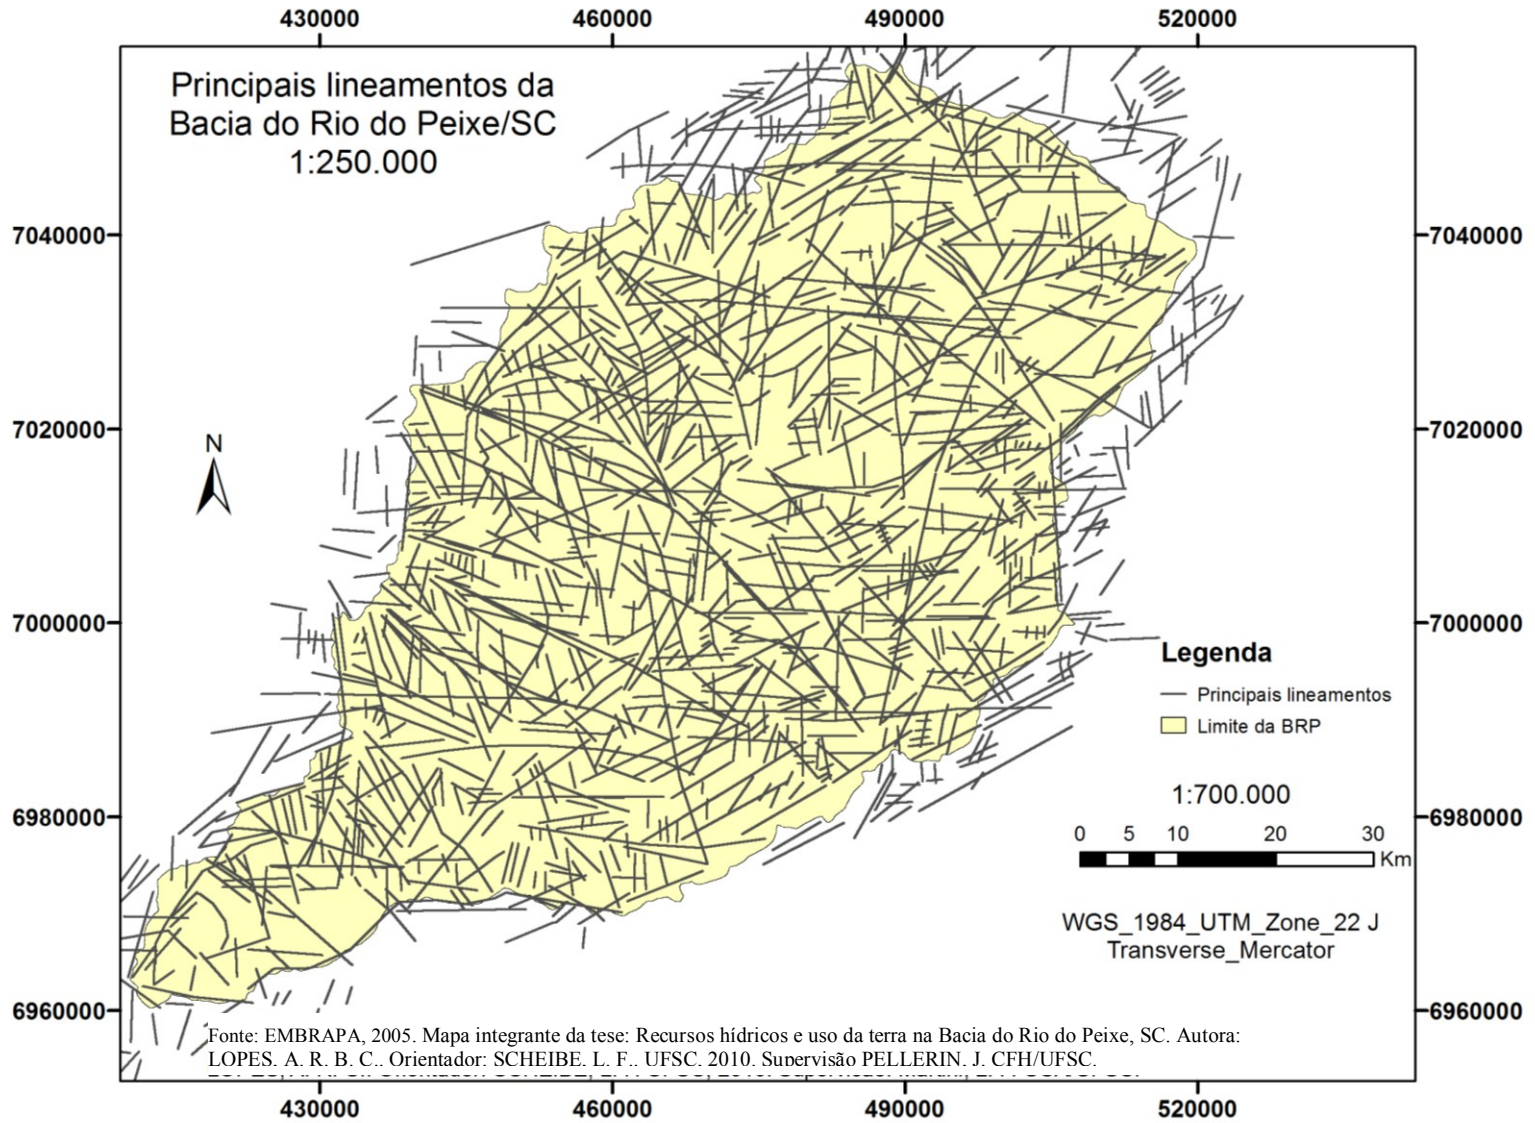 430000 460000 490000 520000
Principais lineamentos da
Bacia do Rio do Peixe/SC
1:250.000
7040000 7040000
7020000 7020000
N
7000000 7000000
Legenda
Principais lineamentos
Limite da BRP
1:700.000
0 5 10 20 30
Km
6980000 6980000
WGS_1984_UTM_Zone_22 J
Transverse_Mercator
6960000 6960000
Fonte: EMBRAPA, 2005. Mapa integrante da tese: Recursos hídricos e uso da terra na Bacia do Rio do Peixe, SC. Autora:
LOPES, A. R. B. C.. Orientador: SCHEIBE, L. F.. UFSC, 2010. Supervisão PELLERIN, J. CFH/UFSC.
430000 460000 490000 520000